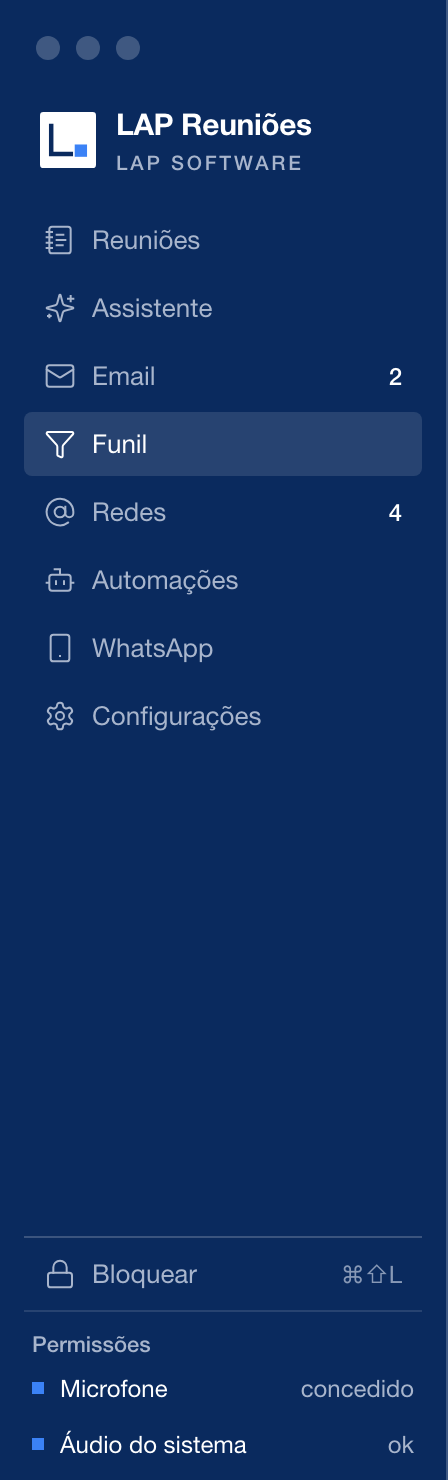 LAP Reuniões
LAP SOFTWARE
Reuniões
Assistente
Email 2
Funil
Redes 4
Automações
WhatsApp
Configurações
Bloquear ⌘⇧L
Permissões
Microfone concedido
Áudio do sistema ok